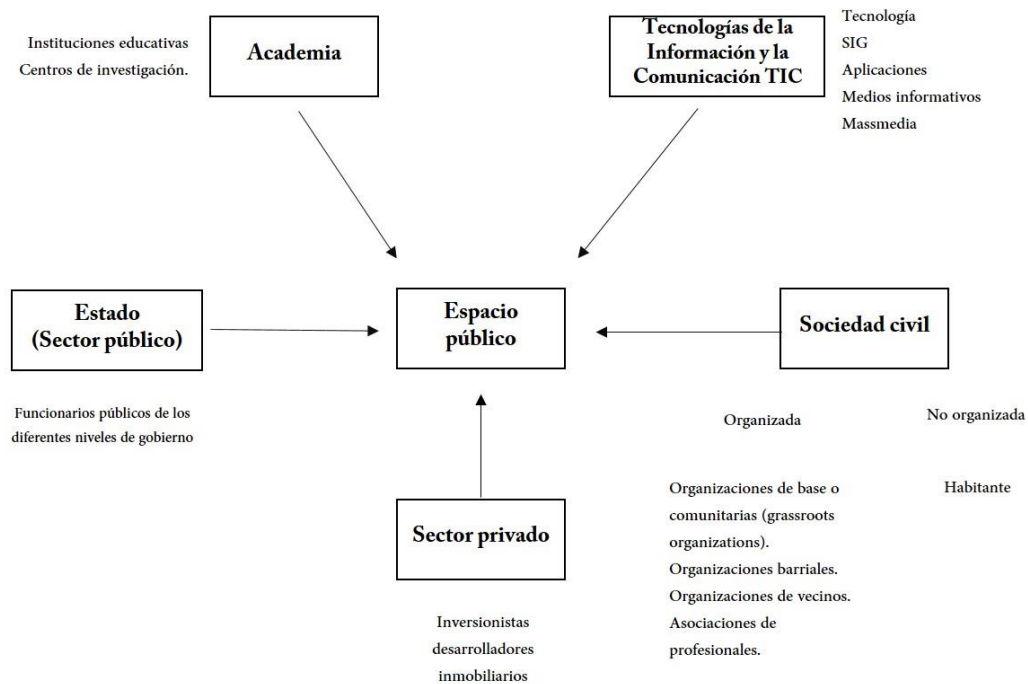 Instituciones educativas
Centros de investigación.
Academia
Tecnologías de la
Información y la
Comunicación TIC
Tecnología
SIG
Aplicaciones
Medios informativos
Massmedia
Estado
(Sector público)
Funcionarios públicos de los
diferentes niveles de gobierno
Espacio
público
Sociedad civil
Organizada
No organizada
Organizaciones de base o
comunitarias (grassroots
organizations).
Organizaciones barriales.
Organizaciones de vecinos.
Asociaciones de
profesionales.
Habitante
Sector privado
Inversionistas
desarrolladores
inmobiliarios